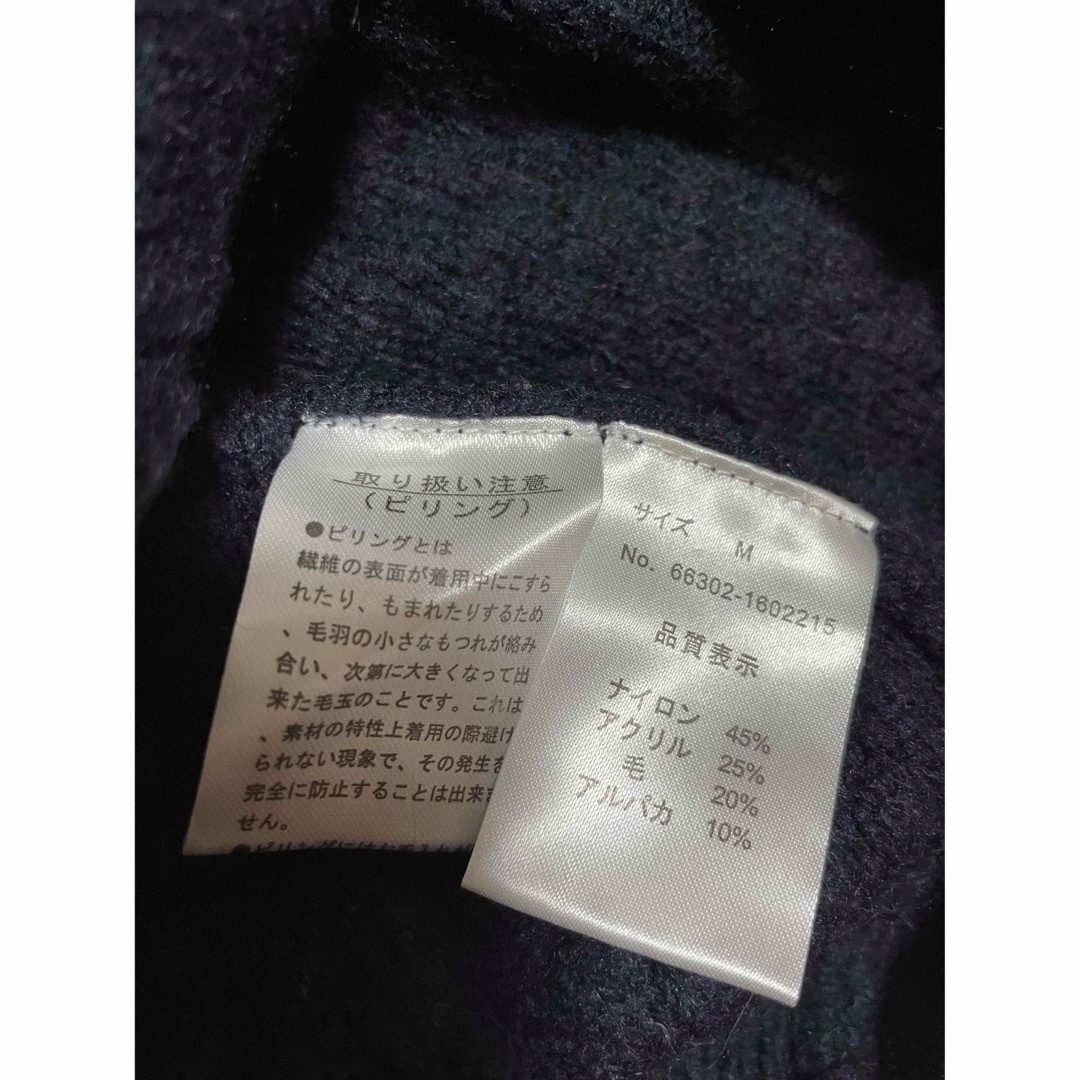 取り扱い注意
(ピリング)
●ピリングとは
繊維の表面が着用中にこすら
れたり、もまれたりするため
、毛羽の小さなもつれが絡み
合い、次第に大きくなって出
来た毛玉のことです。これは
、素材の特性上着用の際避け
られない現象で、その発生を
完全に防止することは出来ま
せん。
●ピリングには
サイズ M
No. 66302-1602215
品質表示
ナイロン 45%
アクリル 25%
毛 20%
アルパカ 10%